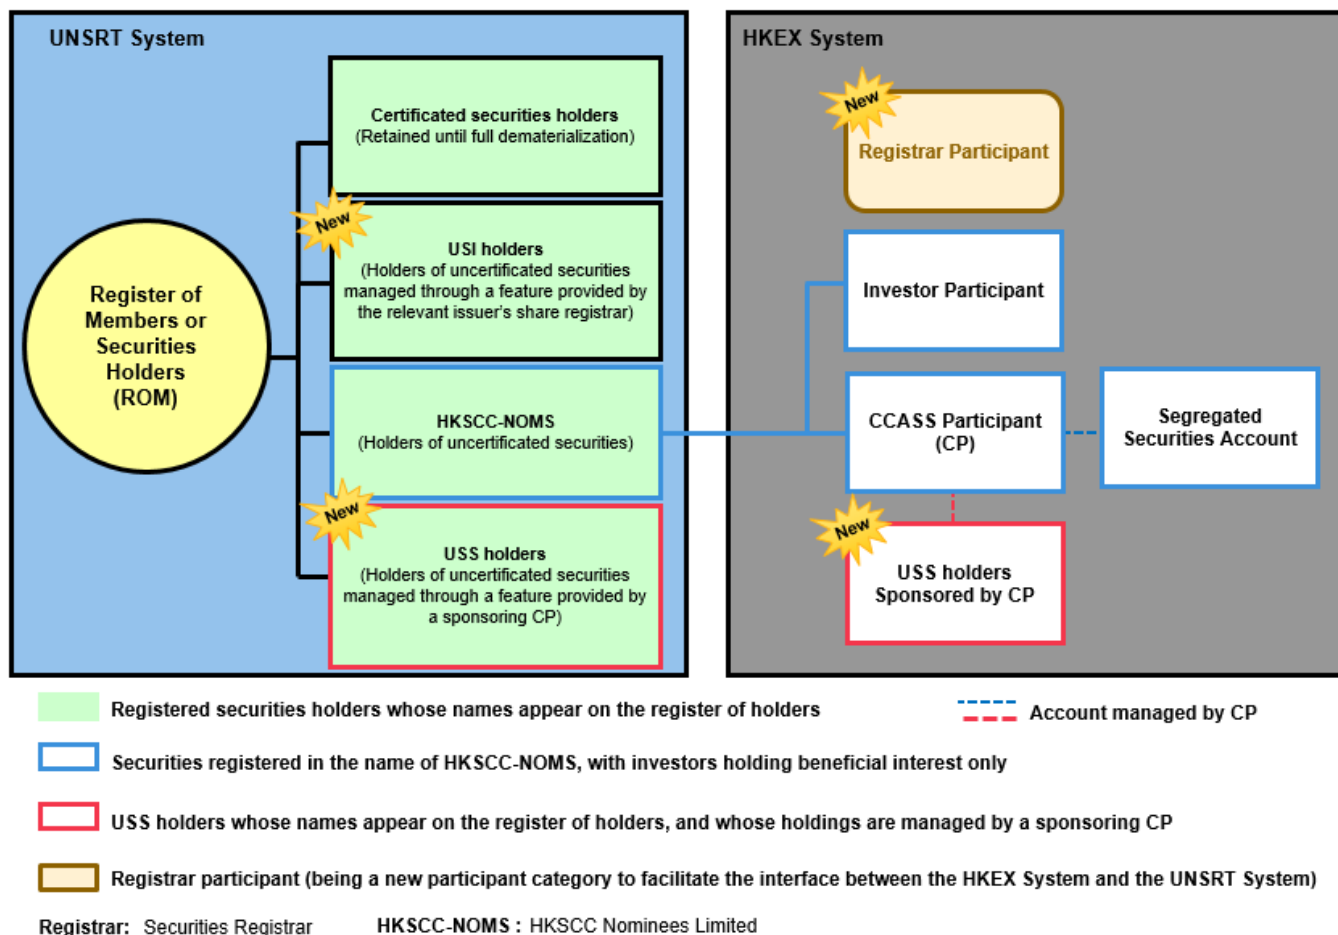 UNSRT System
Certificated securities holders
(Retained until full dematerialization)
New
USI holders
(Holders of uncertificated securities
managed through a feature provided by
the relevant issuer's share registrar)
Register of
Members or
Securities
Holders
(ROM)
HKSCC-NOMS
(Holders of uncertificated securities)
New
USS holders
(Holders of uncertificated securities
managed through a feature provided by
a sponsoring CP)
HKEX System
New
Registrar Participant
Investor Participant
CCASS Participant
(CP)
Segregated
Securities Account
New
USS holders
Sponsored by CP
Registered securities holders whose names appear on the register of holders
Account managed by CP
Securities registered in the name of HKSCC-NOMS, with investors holding beneficial interest only
USS holders whose names appear on the register of holders, and whose holdings are managed by a sponsoring CP
Registrar participant (being a new participant category to facilitate the interface between the HKEX System and the UNSRT System)
Registrar: Securities Registrar
HKSCC-NOMS : HKSCC Nominees Limited